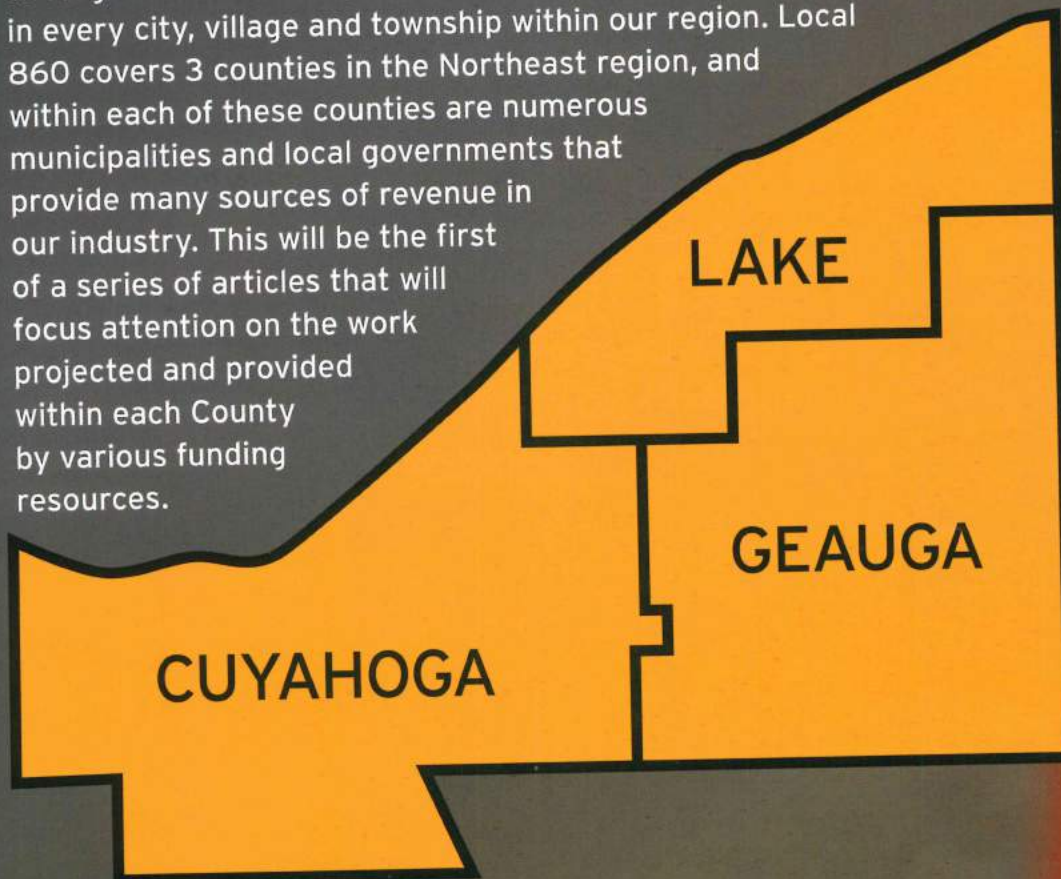 in every city, village and township within our region. Local
860 covers 3 counties in the Northeast region, and
within each of these counties are numerous
municipalities and local governments that
provide many sources of revenue in
our industry. This will be the first
of a series of articles that will
focus attention on the work
projected and provided
within each County
by various funding
resources.
LAKE
GEAUGA
CUYAHOGA